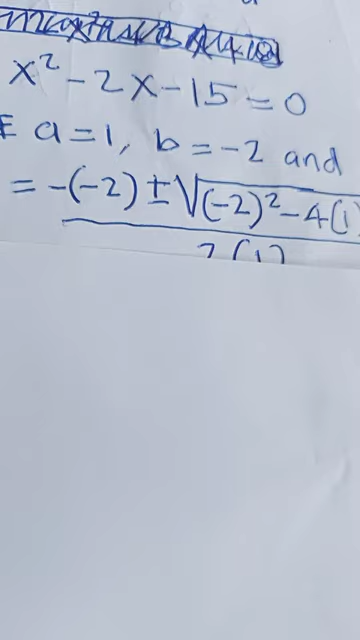 x² - 2x - 15 = 0
a = 1, b = -2 and
= -(-2) ± √(-2)² - 4(1)
2(1)